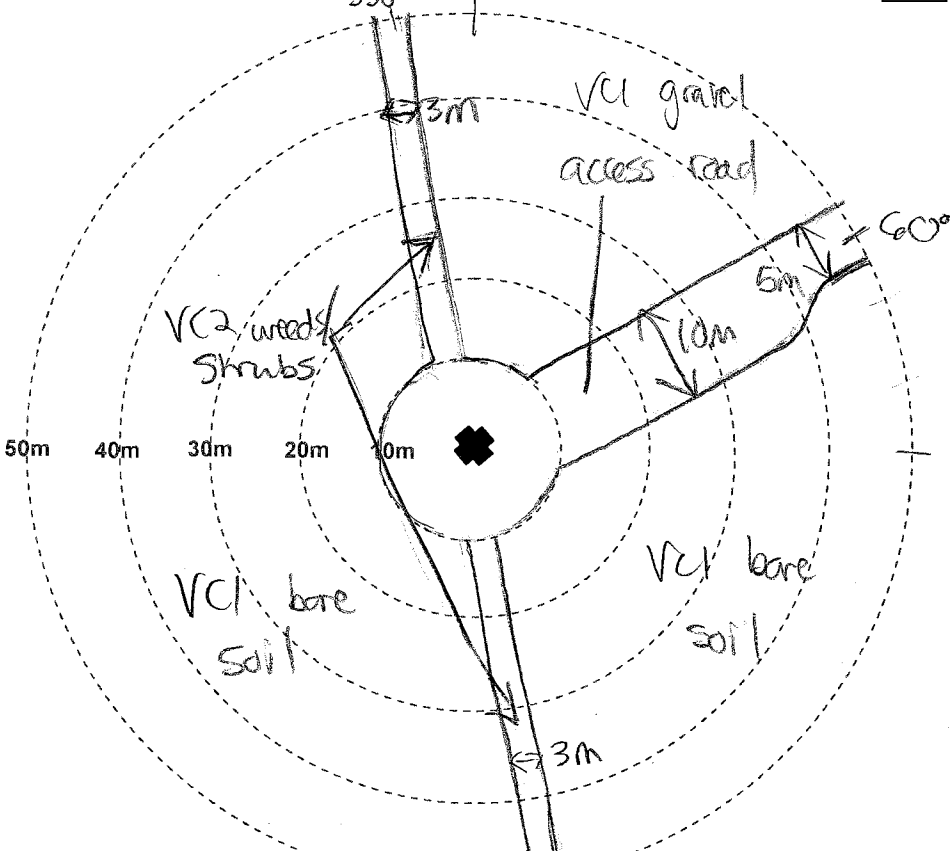 3m
VC1 gravel
access road
60°
5m
10m
VC2 weeds/
Shrubs
50m 40m 30m 20m 10m
VC1 bare
soil
VC1 bare
soil
3m